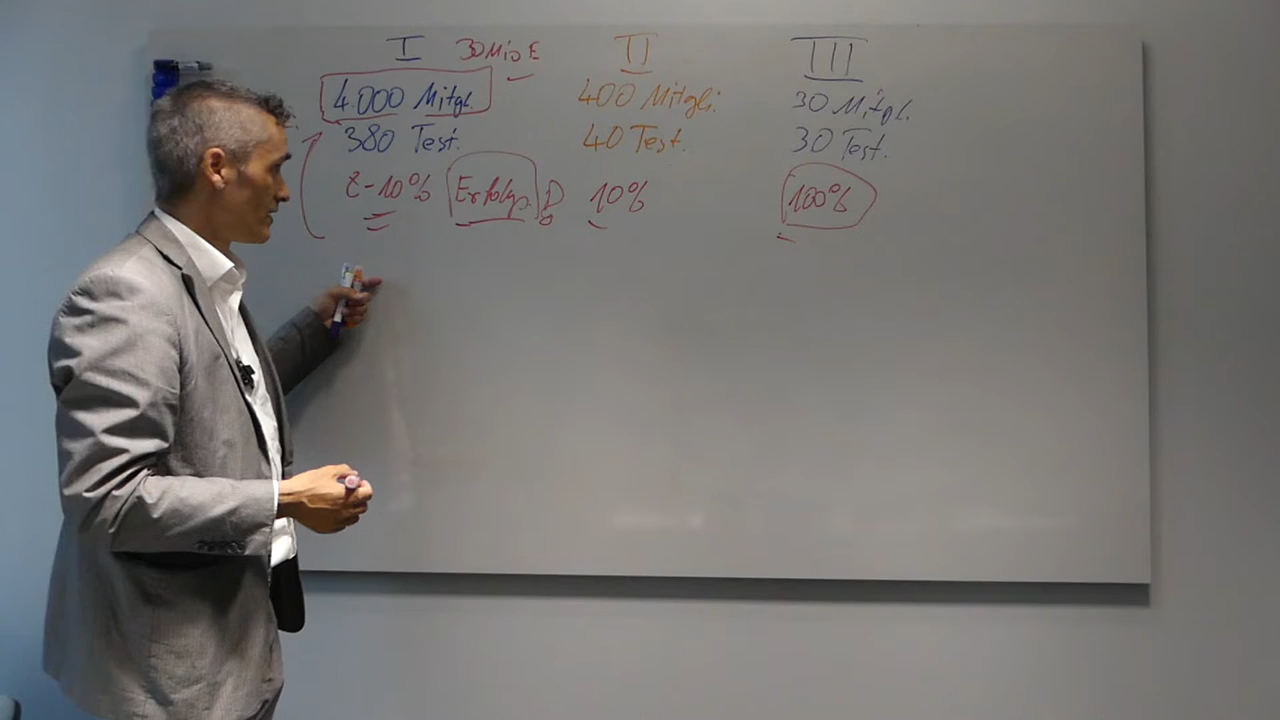 I 30 Mio E
4.000 Mitgl.
380 Test.
10% Erfolg.
II
400 Mitgl.
40 Test.
10%
III
30 Mitgl.
30 Test.
100%